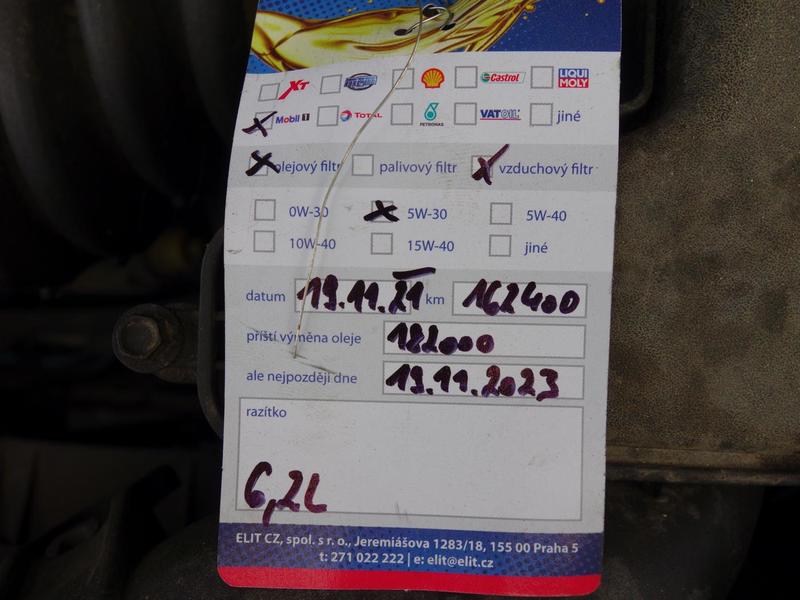 XT Castrol LIQUI MOLY
Mobil 1 TOTAL PETRONAS VATOIL jiné
olejový filtr palivový filtr vzduchový filtr
0W-30 5W-30 5W-40
10W-40 15W-40 jiné
datum 19.11.21 km 162400
příští výměna oleje 182000
ale nejpozději dne 19.11.2023
razítko
6,2L
ELIT CZ, spol. s r. o., Jeremiášova 1283/18, 155 00 Praha 5
t: 271 022 222 | e: elit@elit.cz